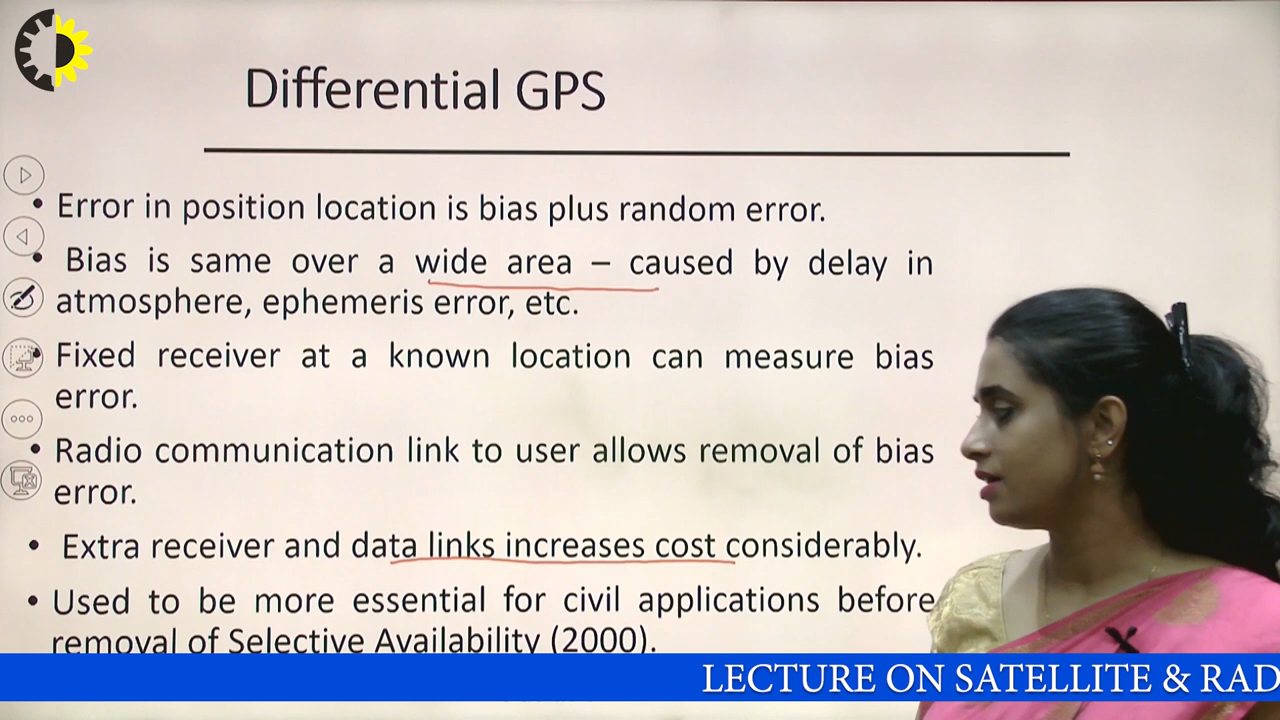 Differential GPS
• Error in position location is bias plus random error.
• Bias is same over a wide area – caused by delay in
atmosphere, ephemeris error, etc.
• Fixed receiver at a known location can measure bias
error.
• Radio communication link to user allows removal of bias
error.
• Extra receiver and data links increases cost considerably.
• Used to be more essential for civil applications before
removal of Selective Availability (2000).
LECTURE ON SATELLITE & RAD